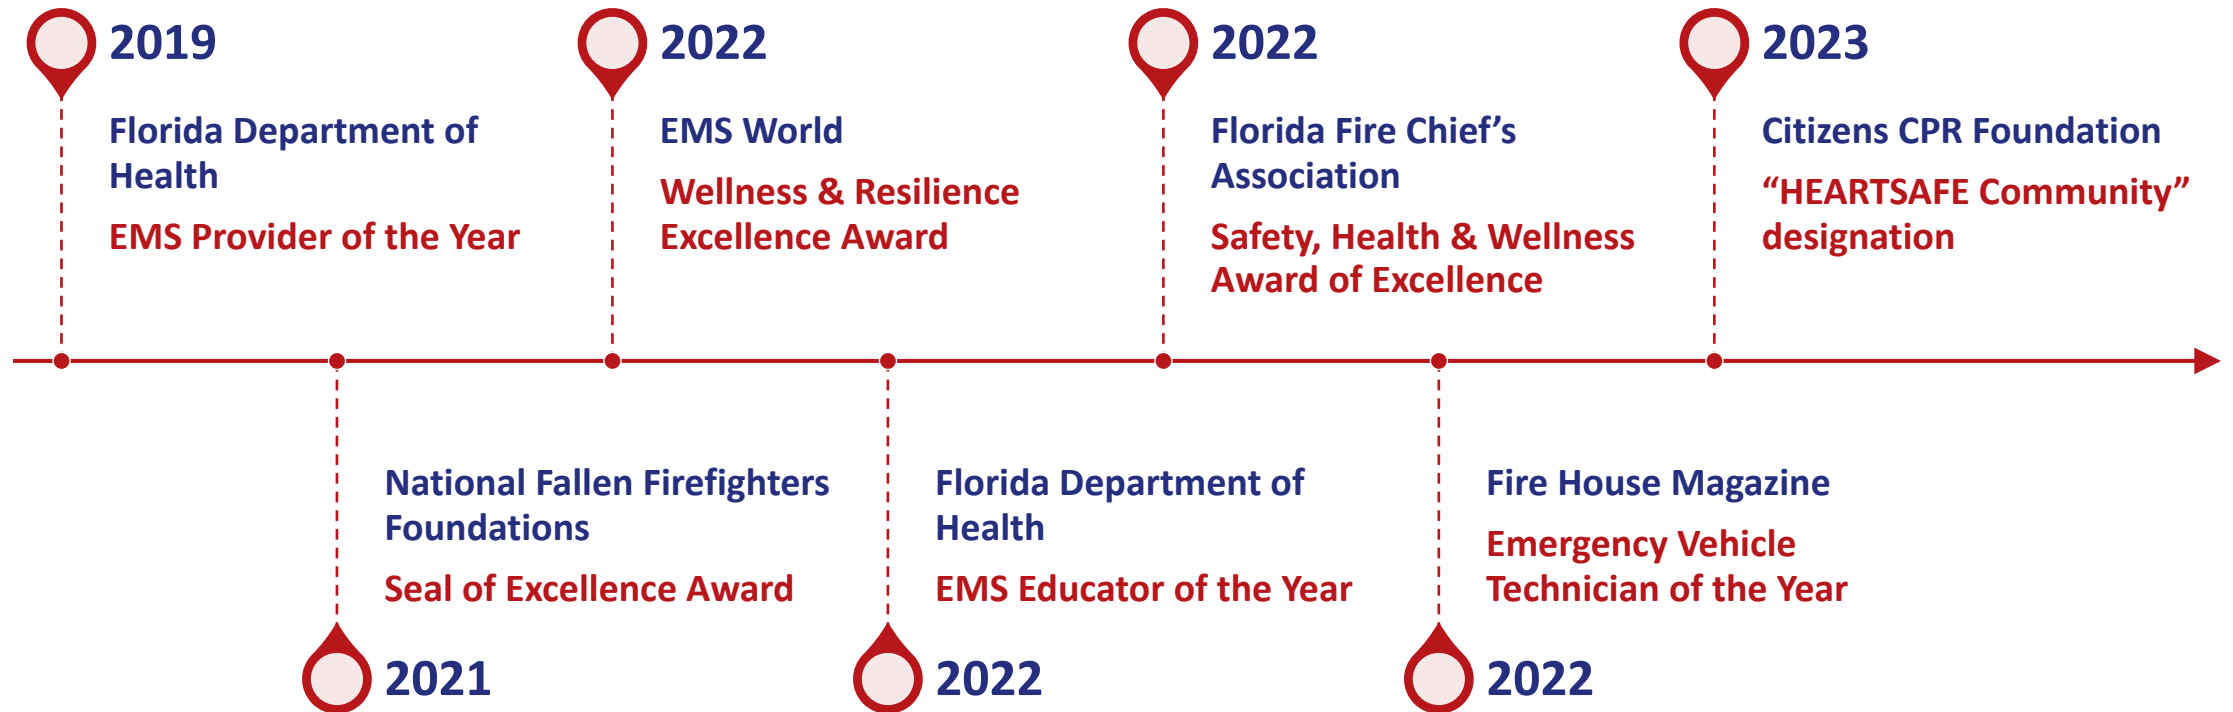 2019
Florida Department of
Health
EMS Provider of the Year
2022
EMS World
Wellness & Resilience
Excellence Award
2022
Florida Fire Chief’s
Association
Safety, Health & Wellness
Award of Excellence
2023
Citizens CPR Foundation
“HEARTSAFE Community”
designation
National Fallen Firefighters
Foundations
Seal of Excellence Award
2021
Florida Department of
Health
EMS Educator of the Year
2022
Fire House Magazine
Emergency Vehicle
Technician of the Year
2022